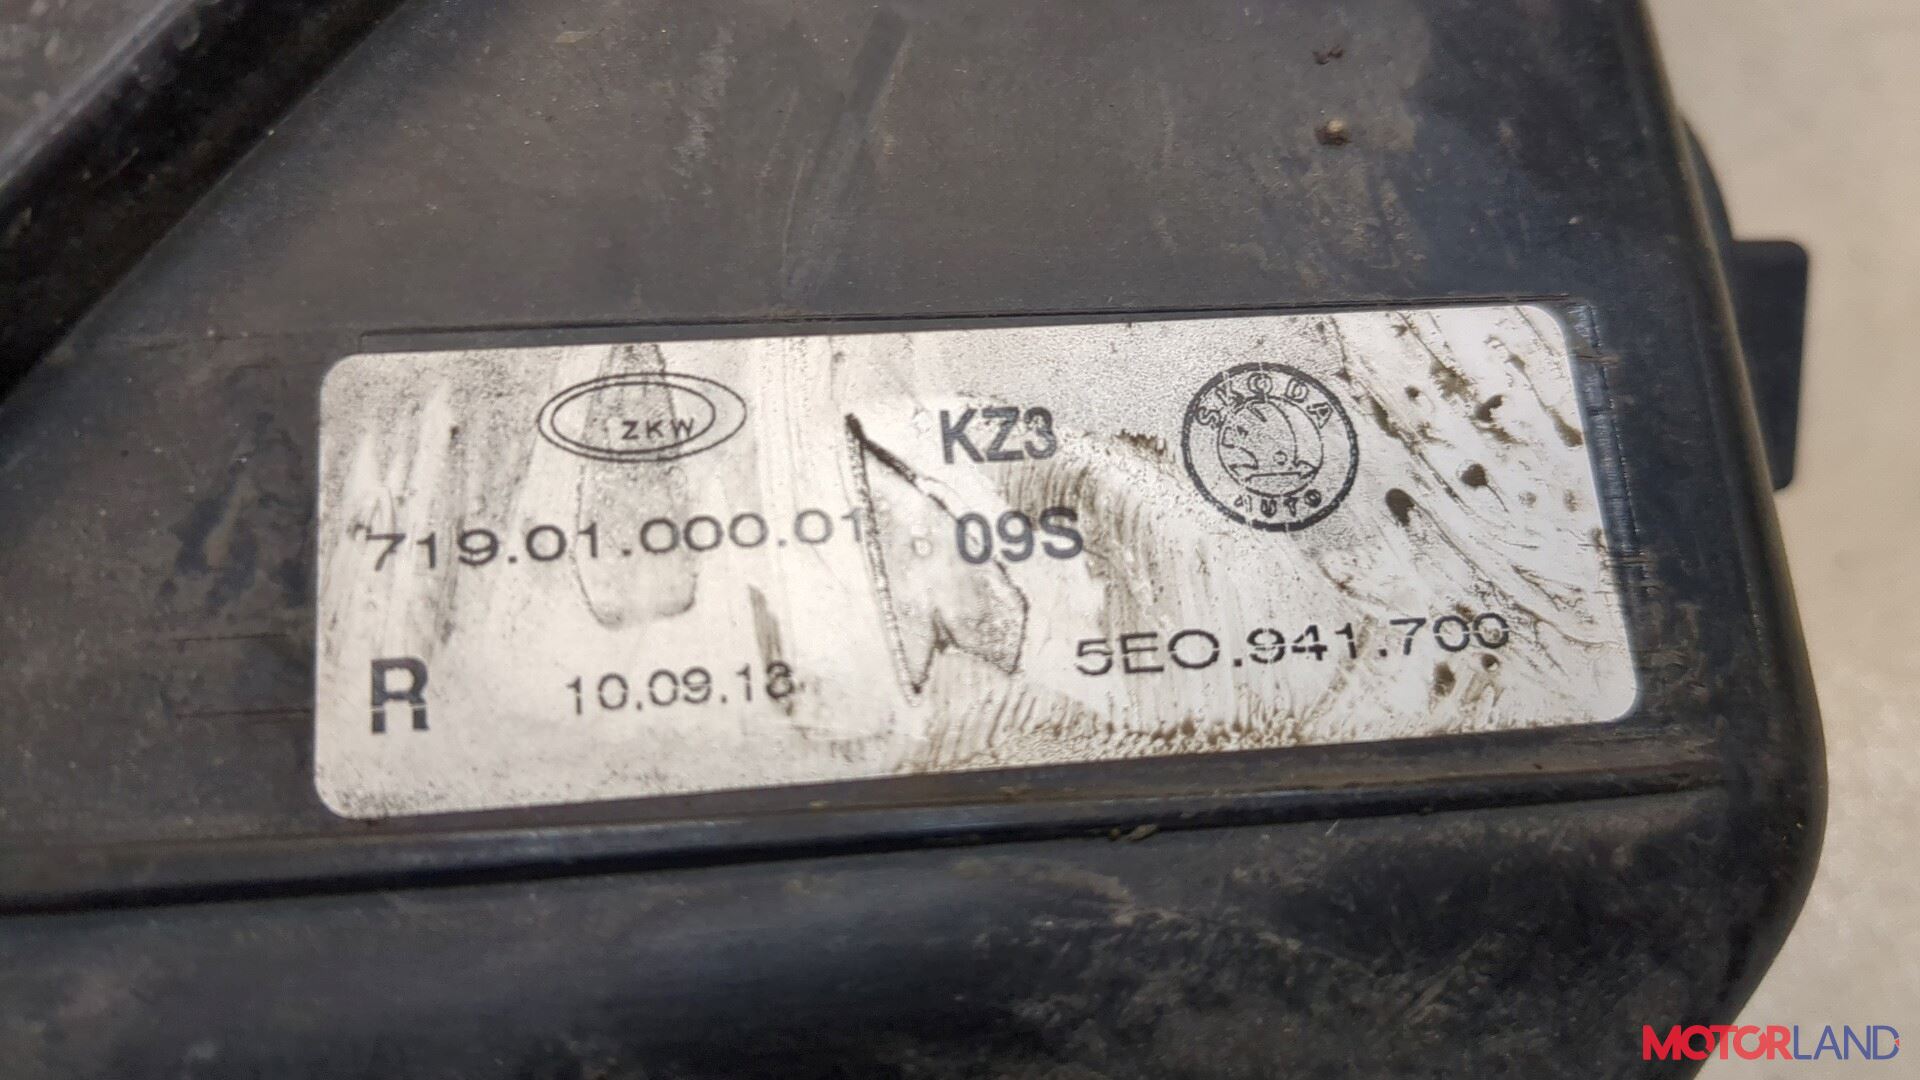 ZKW
KZ3
SKODA
AUTO
719.01.000.01
09S
R
10.09.13
5E0.941.700
MOTORLAND